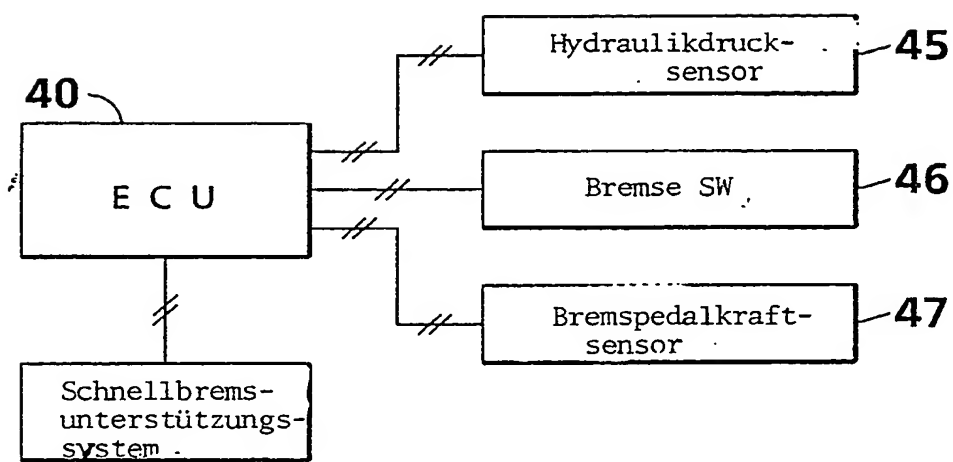 Hydraulikdruck-
sensor
45
40
E C U
Bremse SW
46
Bremspedalkraft-
sensor
47
Schnellbrems-
unterstützungs-
system